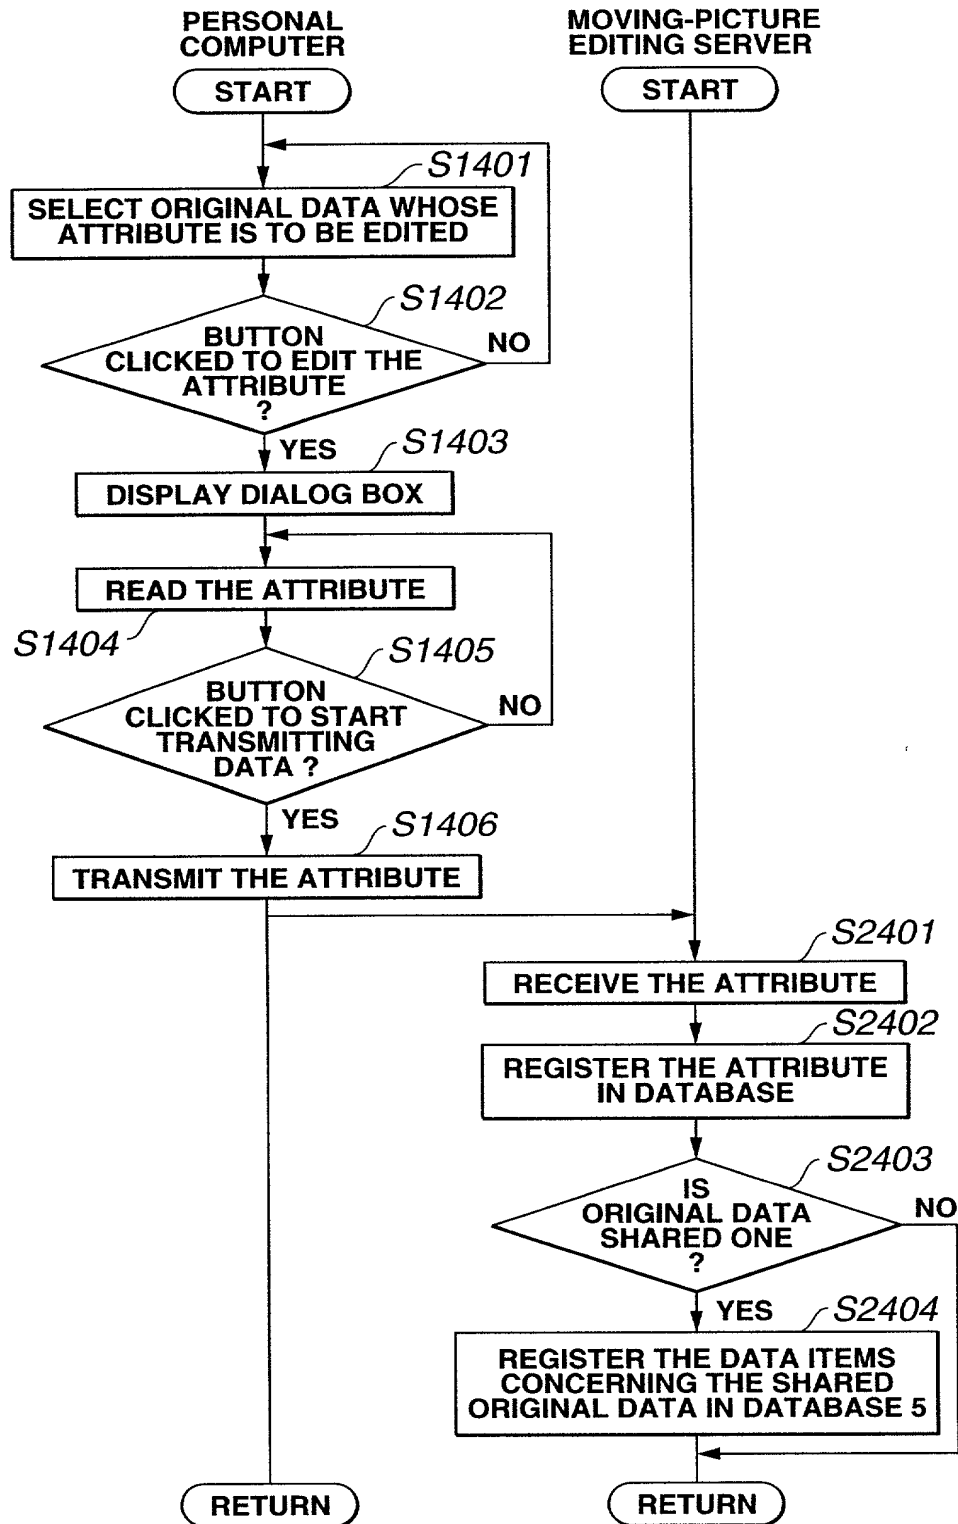 PERSONAL
COMPUTER
START
S1401
SELECT ORIGINAL DATA WHOSE
ATTRIBUTE IS TO BE EDITED
S1402
BUTTON
CLICKED TO EDIT THE
ATTRIBUTE
?
NO
YES
S1403
DISPLAY DIALOG BOX
READ THE ATTRIBUTE
S1404
S1405
BUTTON
CLICKED TO START
TRANSMITTING
DATA ?
NO
YES
S1406
TRANSMIT THE ATTRIBUTE
RETURN
MOVING-PICTURE
EDITING SERVER
START
S2401
RECEIVE THE ATTRIBUTE
S2402
REGISTER THE ATTRIBUTE
IN DATABASE
S2403
IS
ORIGINAL DATA
SHARED ONE
?
NO
YES
S2404
REGISTER THE DATA ITEMS
CONCERNING THE SHARED
ORIGINAL DATA IN DATABASE 5
RETURN